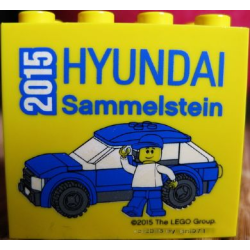 2015
HYUNDAI
Sammelstein
©2015 The LEGO Group.